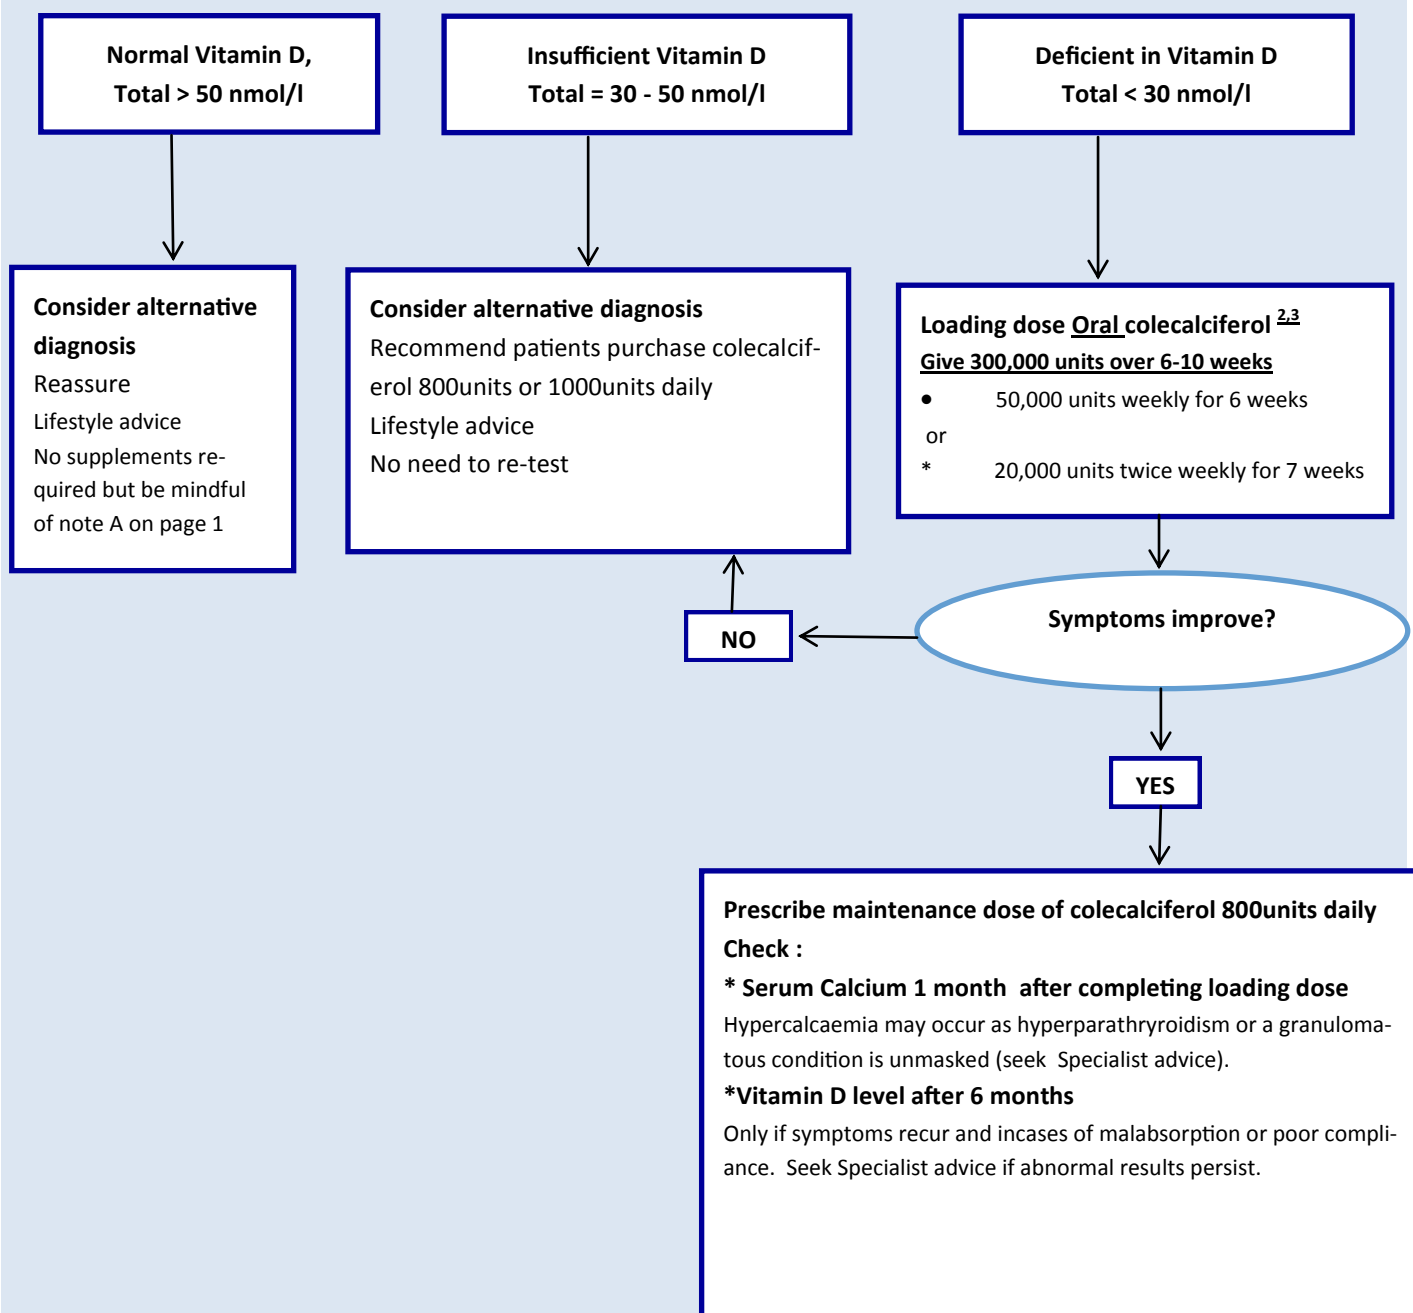 Normal Vitamin D,
Total > 50 nmol/l
Insufficient Vitamin D
Total = 30 - 50 nmol/l
Deficient in Vitamin D
Total < 30 nmol/l
Consider alternative
diagnosis
Reassure
Lifestyle advice
No supplements re-
quired but be mindful
of note A on page 1
Consider alternative diagnosis
Recommend patients purchase colecalcif-
erol 800units or 1000units daily
Lifestyle advice
No need to re-test
Loading dose Oral colecalciferol 2,3
Give 300,000 units over 6-10 weeks
• 50,000 units weekly for 6 weeks
or
* 20,000 units twice weekly for 7 weeks
Symptoms improve?
NO
YES
Prescribe maintenance dose of colecalciferol 800units daily
Check :
* Serum Calcium 1 month after completing loading dose
Hypercalcaemia may occur as hyperparathryroidism or a granuloma-
tous condition is unmasked (seek Specialist advice).
*Vitamin D level after 6 months
Only if symptoms recur and incases of malabsorption or poor compli-
ance. Seek Specialist advice if abnormal results persist.